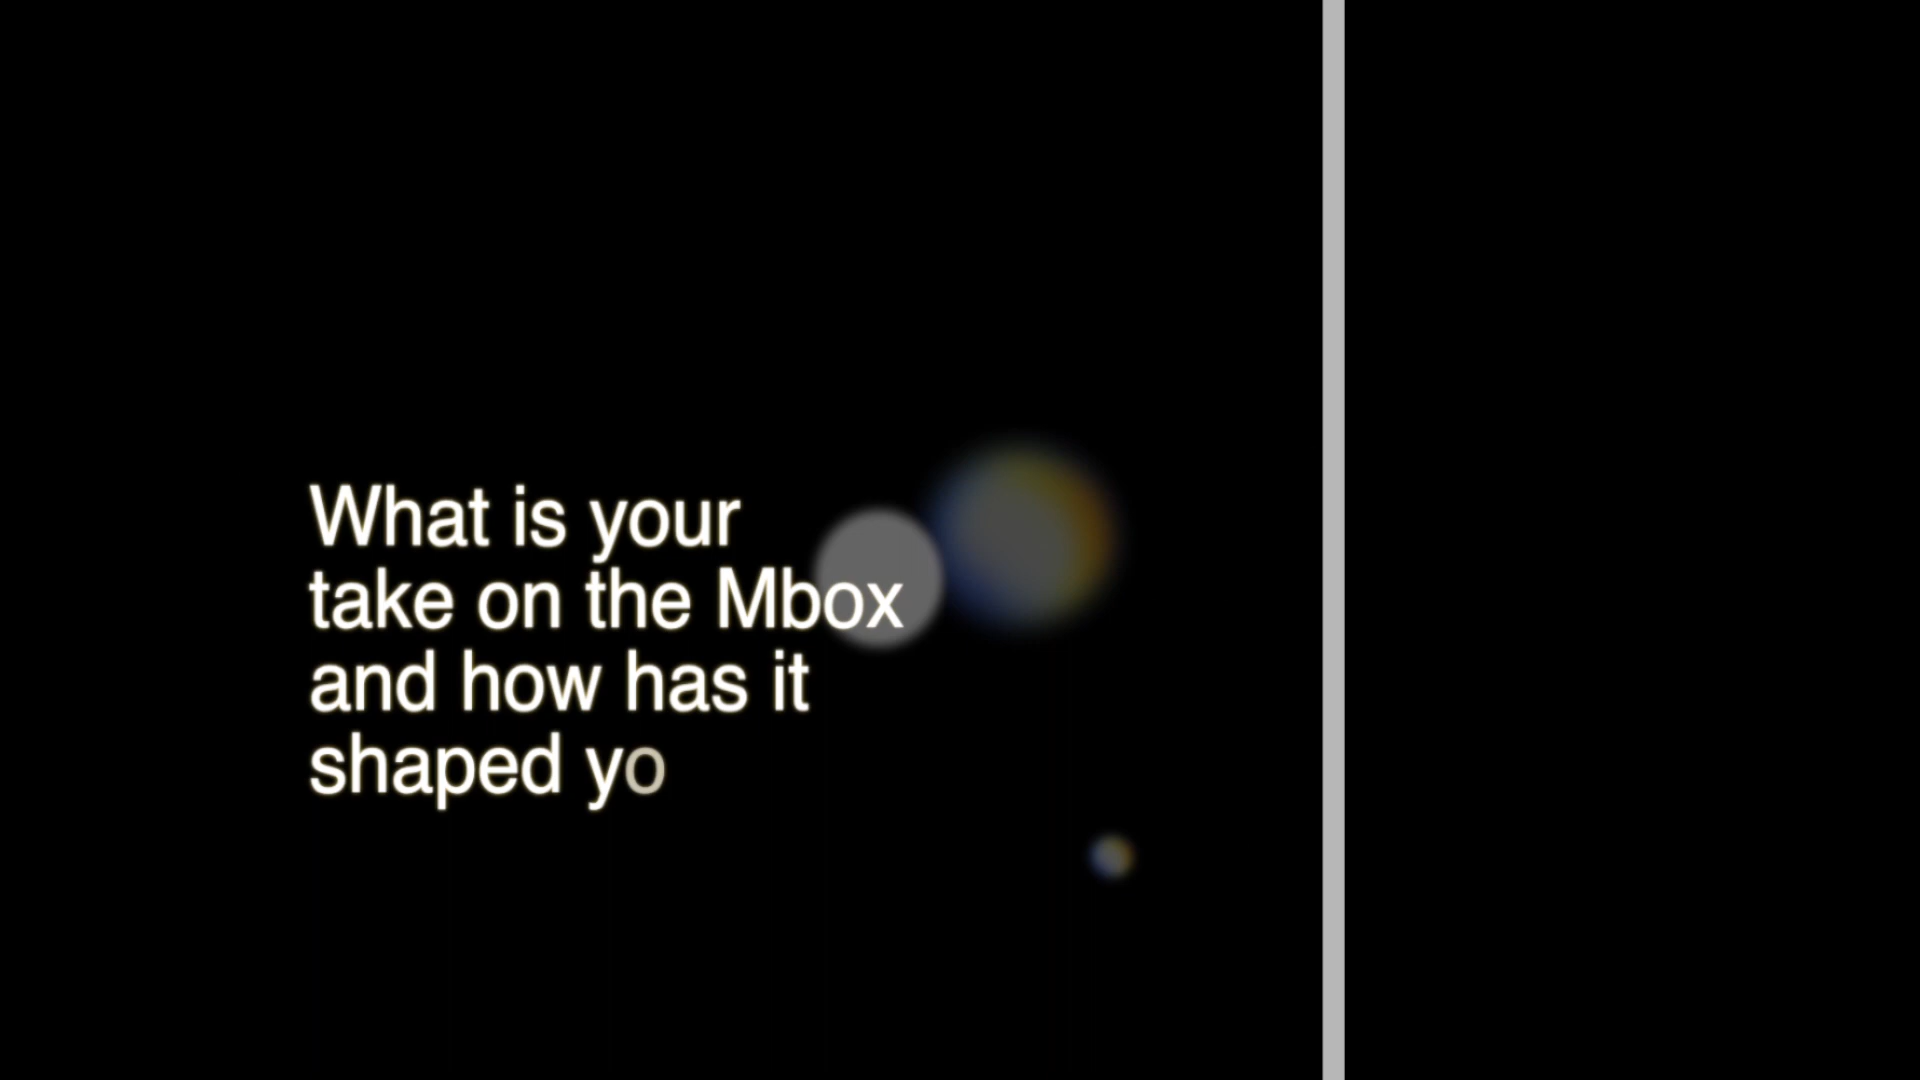 What is your
take on the Mbox
and how has it
shaped yo